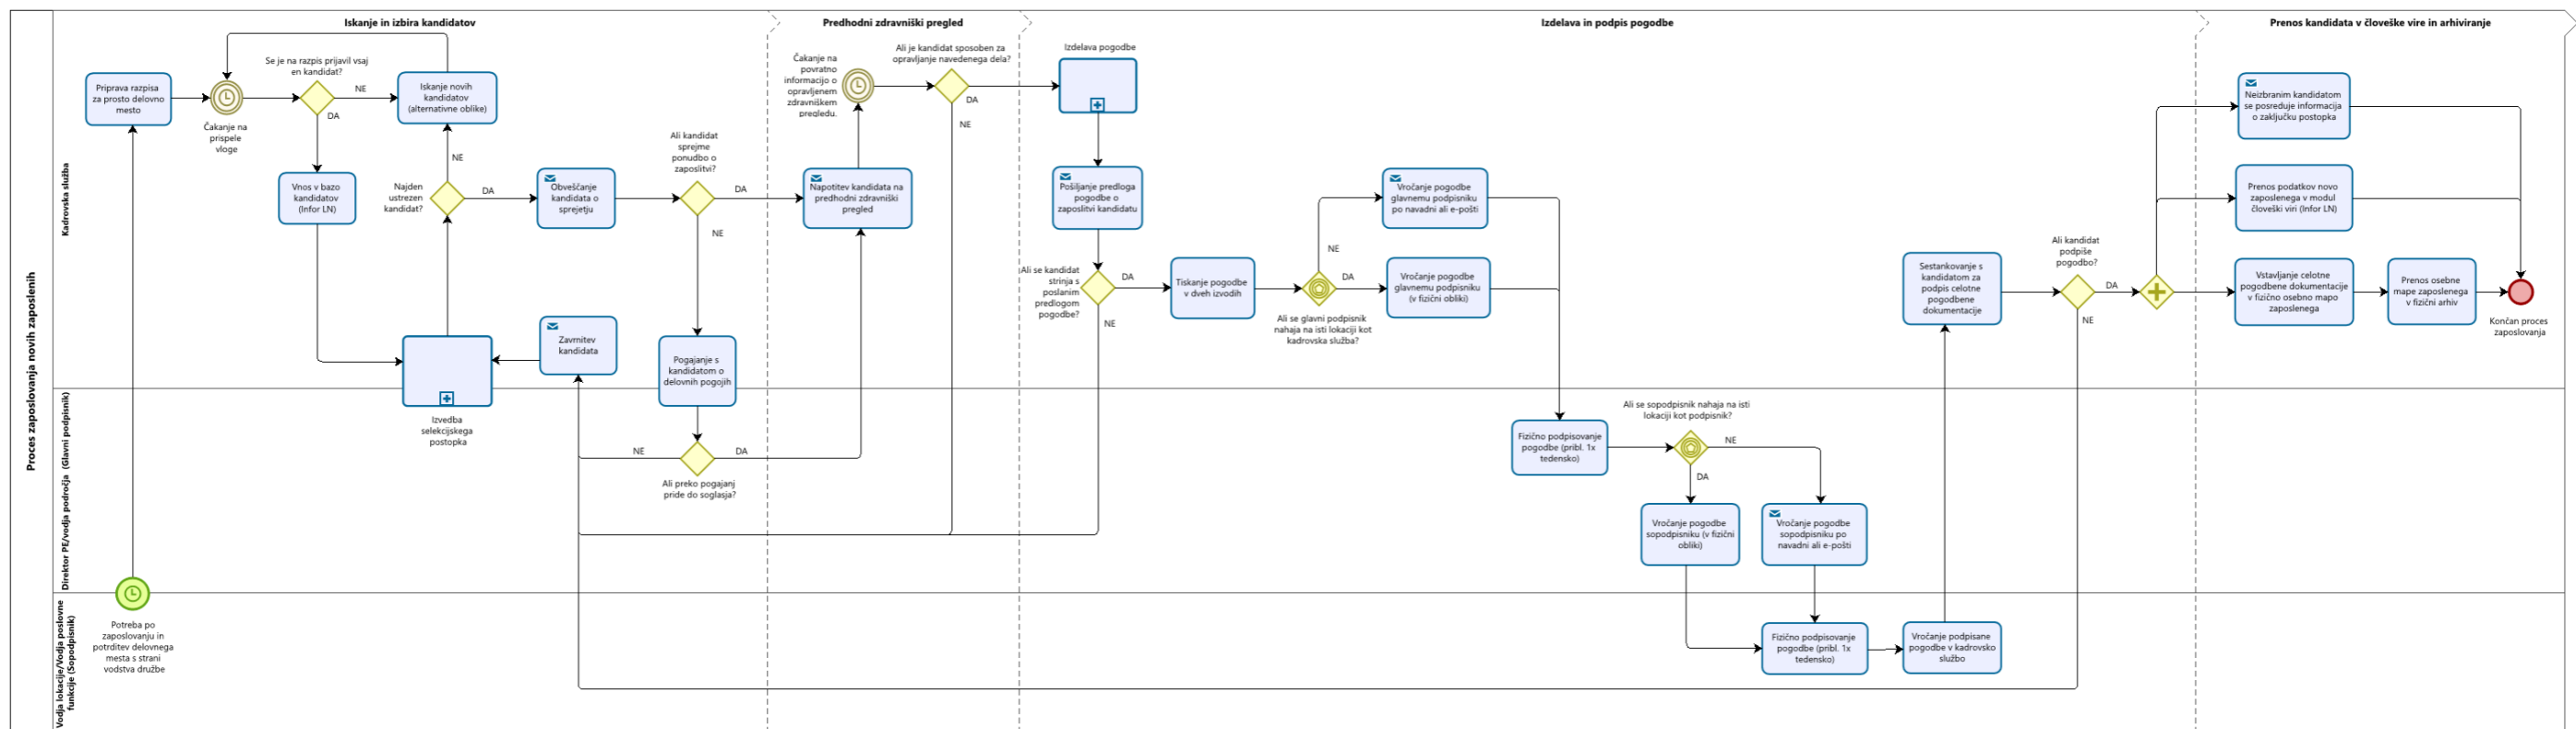 Iskanje in izbira kandidatov
Predhodni zdravniški pregled
Izdelava in podpis pogodbe
Prenos kandidata v človeške vire in arhiviranje
Proces zaposlovanja novih zaposlenih
Kadrovska služba
Priprava razpisa
za prosto delovno
mesto
Čakanje na
prispele
vloge
Se je na razpis prijavil vsaj
en kandidat?
NE
DA
Iskanje novih
kandidatov
(alternativne oblike)
Vnos v bazo
kandidatov
(Infor LN)
Najden
ustrezen
kandidat?
NE
DA
Obveščanje
kandidata o
sprejetju
Ali kandidat
sprejme
ponudbo o
zaposlitvi?
DA
NE
Zavrnitev
kandidata
Izvedba
selekcijskega
postopka
Pogajanje s
kandidatom o
delovnih pogojih
NE
DA
Ali preko pogajanj
pride do soglasja?
Čakanje na
povratno
informacijo o
opravljenem
zdravniškem
pregledu.
Ali je kandidat sposoben za
opravljanje navedenega dela?
DA
NE
Napotitev kandidata na
predhodni zdravniški
pregled
Izdelava pogodbe
Pošiljanje predloga
pogodbe o
zaposlitvi kandidatu
Ali se kandidat
strinja s
poslanim
predlogom
pogodbe?
DA
NE
Tiskanje pogodbe
v dveh izvodih
NE
DA
Ali se glavni podpisnik
nahaja na isti lokaciji kot
kadrovska služba?
Vročanje pogodbe
glavnemu podpisniku
po navadni ali e-pošti
Vročanje pogodbe
glavnemu podpisniku
(v fizični obliki)
Sestankovanje s
kandidatom za
podpis celotne
pogodbene
dokumentacije
Ali kandidat
podpiše
pogodbo?
DA
NE
Neizbranim kandidatom
se posreduje informacija
o zaključku postopka
Prenos podatkov novo
zaposlenega v modul
človeški viri (Infor LN)
Vstavljanje celotne
pogodbene dokumentacije
v fizično osebno mapo
zaposlenega
Prenos osebne
mape zaposlenega
v fizični arhiv
Končan proces
zaposlovanja
Direktor PE/vodja področja (Glavni podpisnik)
Fizično podpisovanje
pogodbe (pribl. 1x
tedensko)
Ali se sopodpisnik nahaja na isti
lokaciji kot podpisnik?
NE
DA
Vročanje pogodbe
sopodpisniku (v fizični
obliki)
Vročanje pogodbe
sopodpisniku po
navadni ali e-pošti
Vodja lokacije/Vodja poslovne
funkcije (Sopodpisnik)
Potreba po
zaposlovanju in
potrditev delovnega
mesta s strani
vodstva družbe
Fizično podpisovanje
pogodbe (pribl. 1x
tedensko)
Vročanje podpisane
pogodbe v kadrovsko
službo